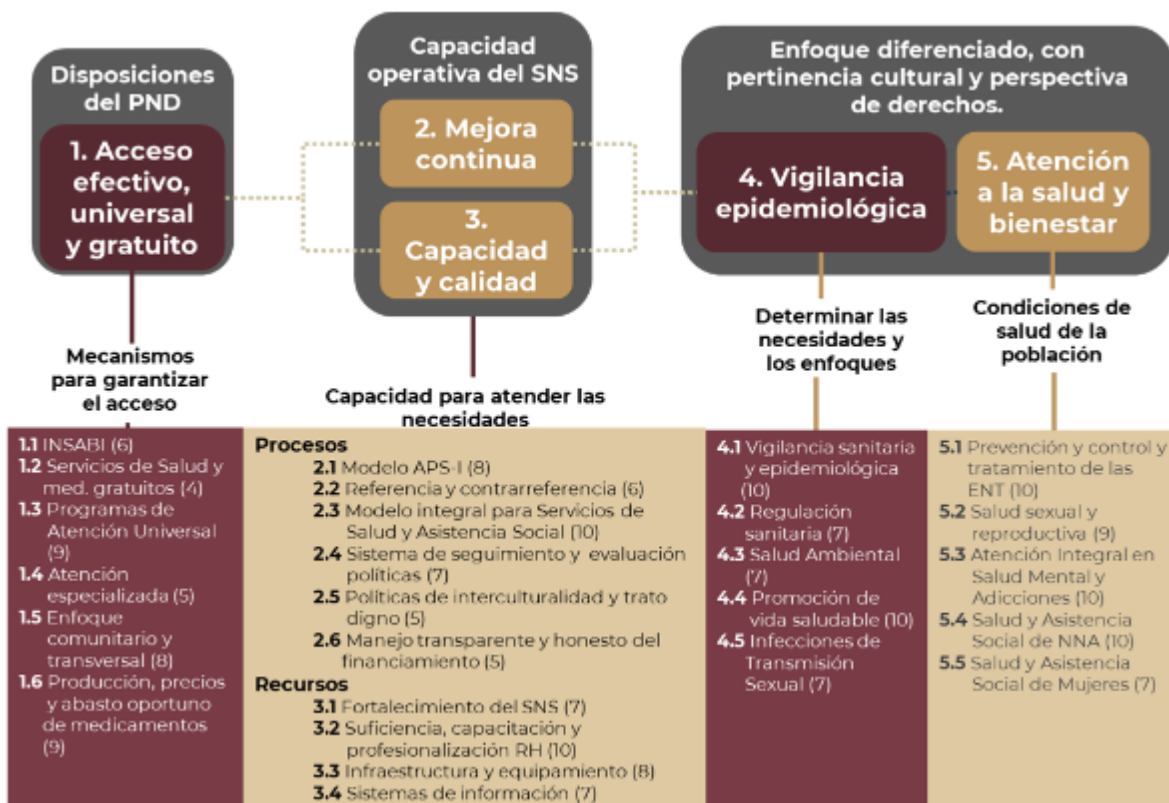 Disposiciones
del PND
1. Acceso
efectivo,
universal
y gratuito
Capacidad
operativa del SNS
2. Mejora
continua
3.
Capacidad
y calidad
Enfoque diferenciado, con
pertinencia cultural y perspectiva
de derechos.
4. Vigilancia
epidemiológica
5. Atención
a la salud y
bienestar
Mecanismos
para garantizar
el acceso
Capacidad para atender las
necesidades
Determinar las
necesidades y
los enfoques
Condiciones de
salud de la
población
1.1 INSABI (6)
1.2 Servicios de Salud y
med. gratuitos (4)
1.3 Programas de
Atención Universal
(9)
1.4 Atención
especializada (5)
1.5 Enfoque
comunitario y
transversal (8)
1.6 Producción, precios
y abasto oportuno
de medicamentos
(9)
Procesos
2.1 Modelo APS-I (8)
2.2 Referencia y contrarreferencia (6)
2.3 Modelo integral para Servicios de
Salud y Asistencia Social (10)
2.4 Sistema de seguimiento y evaluación
políticas (7)
2.5 Políticas de interculturalidad y trato
digno (5)
2.6 Manejo transparente y honesto del
financiamiento (5)
Recursos
3.1 Fortalecimiento del SNS (7)
3.2 Suficiencia, capacitación y
profesionalización RH (10)
3.3 Infraestructura y equipamiento (8)
3.4 Sistemas de información (7)
4.1 Vigilancia sanitaria
y epidemiológica
(10)
4.2 Regulación
sanitaria (7)
4.3 Salud Ambiental
(7)
4.4 Promoción de
vida saludable (10)
4.5 Infecciones de
Transmisión
Sexual (7)
5.1 Prevención y control y
tratamiento de las
ENT (10)
5.2 Salud sexual y
reproductiva (9)
5.3 Atención Integral en
Salud Mental y
Adicciones (10)
5.4 Salud y Asistencia
Social de NNA (10)
5.5 Salud y Asistencia
Social de Mujeres (7)